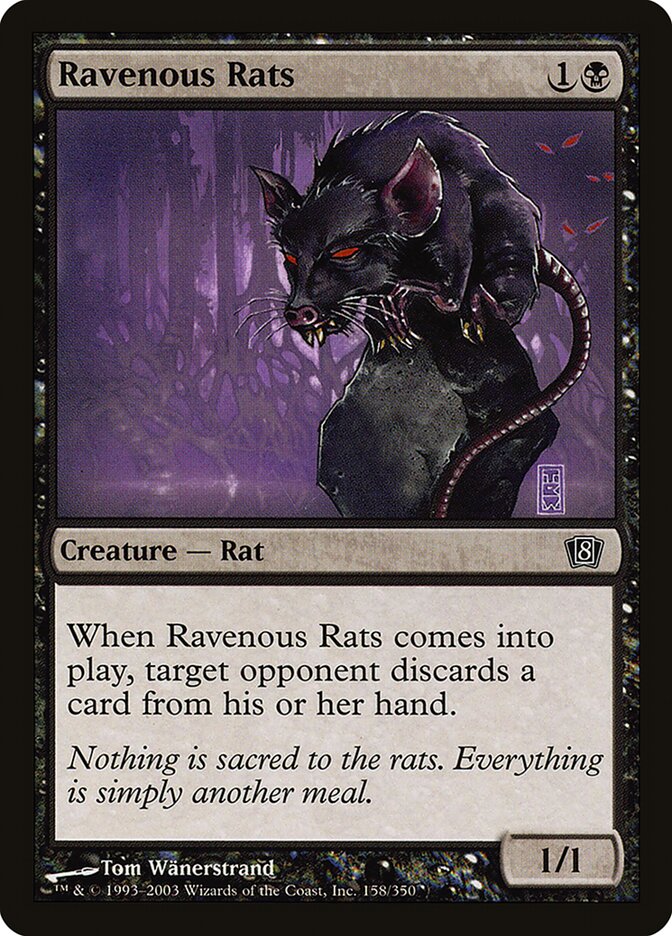 Ravenous Rats 1
Creature — Rat 8
When Ravenous Rats comes into
play, target opponent discards a
card from his or her hand.
Nothing is sacred to the rats. Everything
is simply another meal.
1/1
Tom Wänerstrand
™ & © 1993–2003 Wizards of the Coast, Inc. 158/350